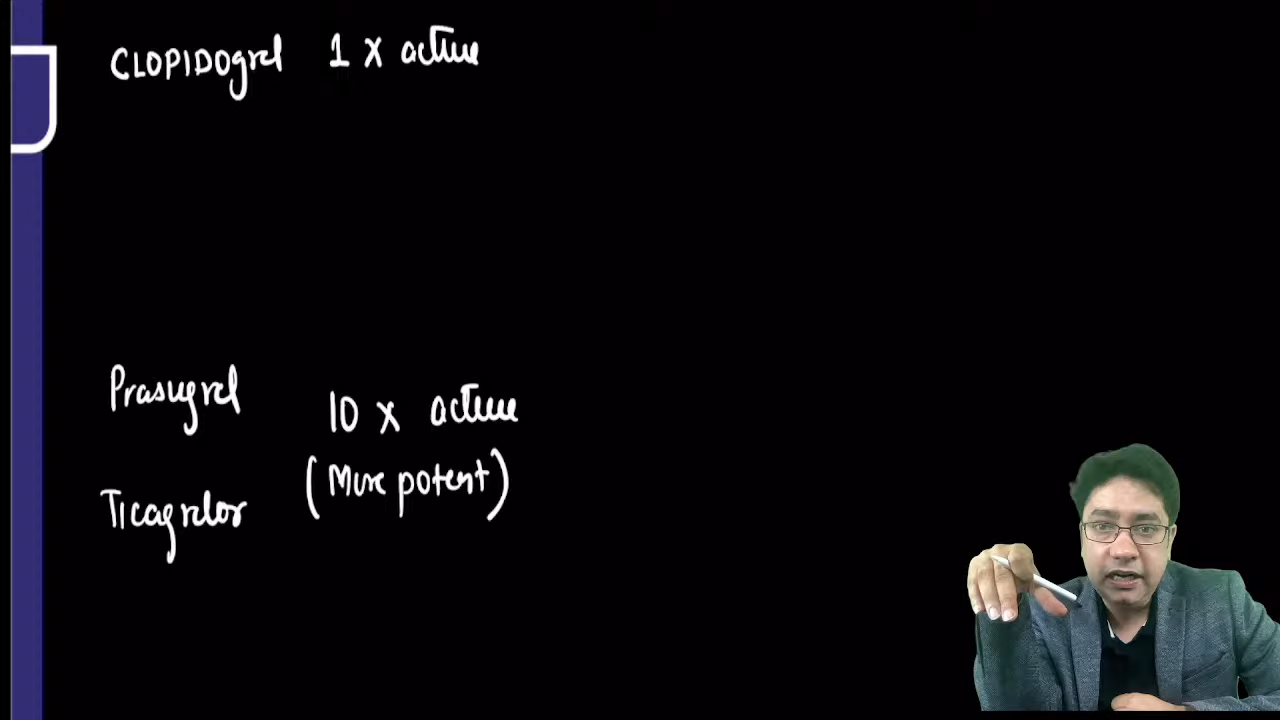 CLOPIDOgrel 1 x active
Prasugrel 10 x active
(More potent)
Ticagrelor